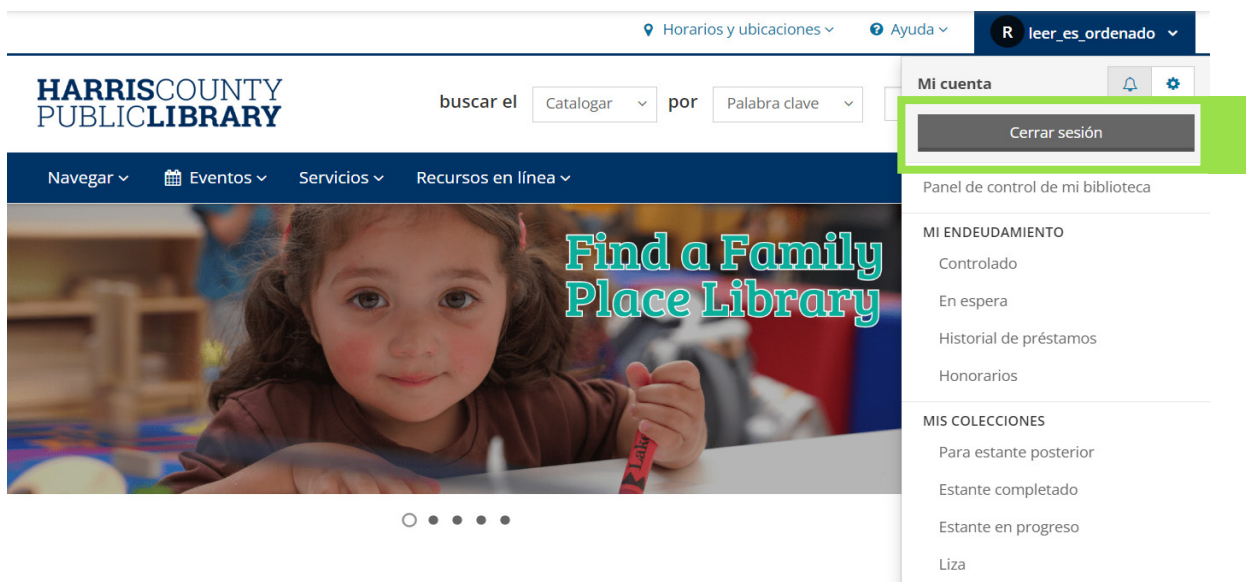 Horarios y ubicaciones
Ayuda
R leer_es_ordenado
HARRISCOUNTY
PUBLICLIBRARY
buscar el Catalogar por Palabra clave
Mi cuenta
Cerrar sesión
Navegar
Eventos
Servicios
Recursos en línea
Panel de control de mi biblioteca
MI ENDEUDAMIENTO
Controlado
En espera
Historial de préstamos
Honorarios
MIS COLECCIONES
Para estante posterior
Estante completado
Estante en progreso
Liza
Find a Family
Place Library
Lake